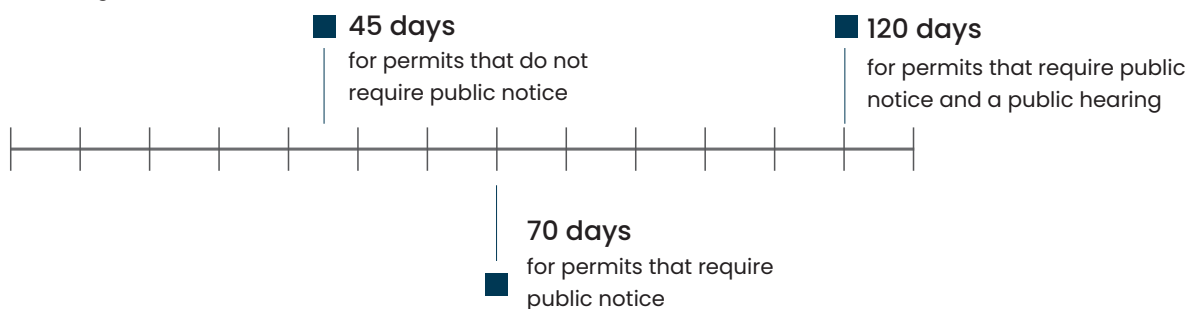 45 days
for permits that do not
require public notice
120 days
for permits that require public
notice and a public hearing
70 days
for permits that require
public notice